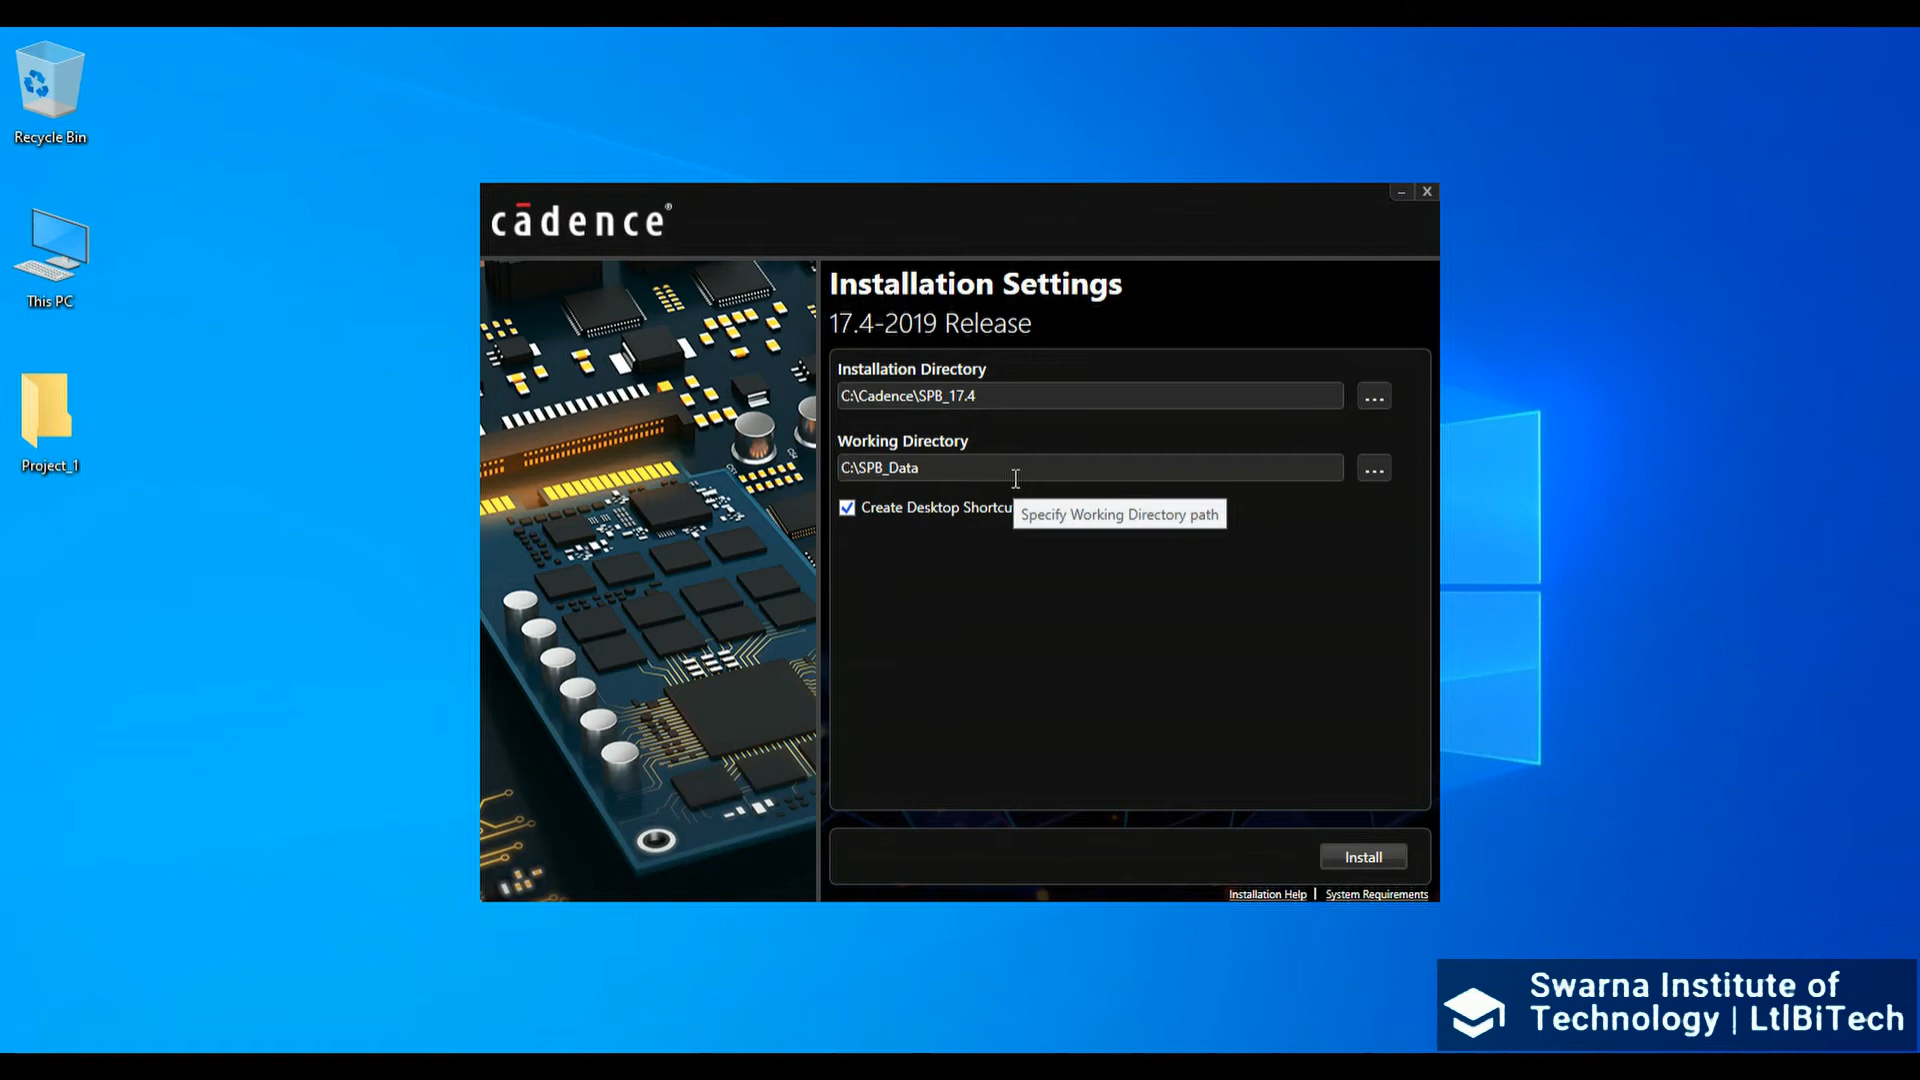 Recycle Bin
This PC
Project_1
– X
cādence®
Installation Settings
17.4-2019 Release
Installation Directory
C:\Cadence\SPB_17.4
...
Working Directory
C:\SPB_Data
...
Create Desktop Shortcu
Specify Working Directory path
Install
Installation Help | System Requirements
Swarna Institute of
Technology | LtlBiTech